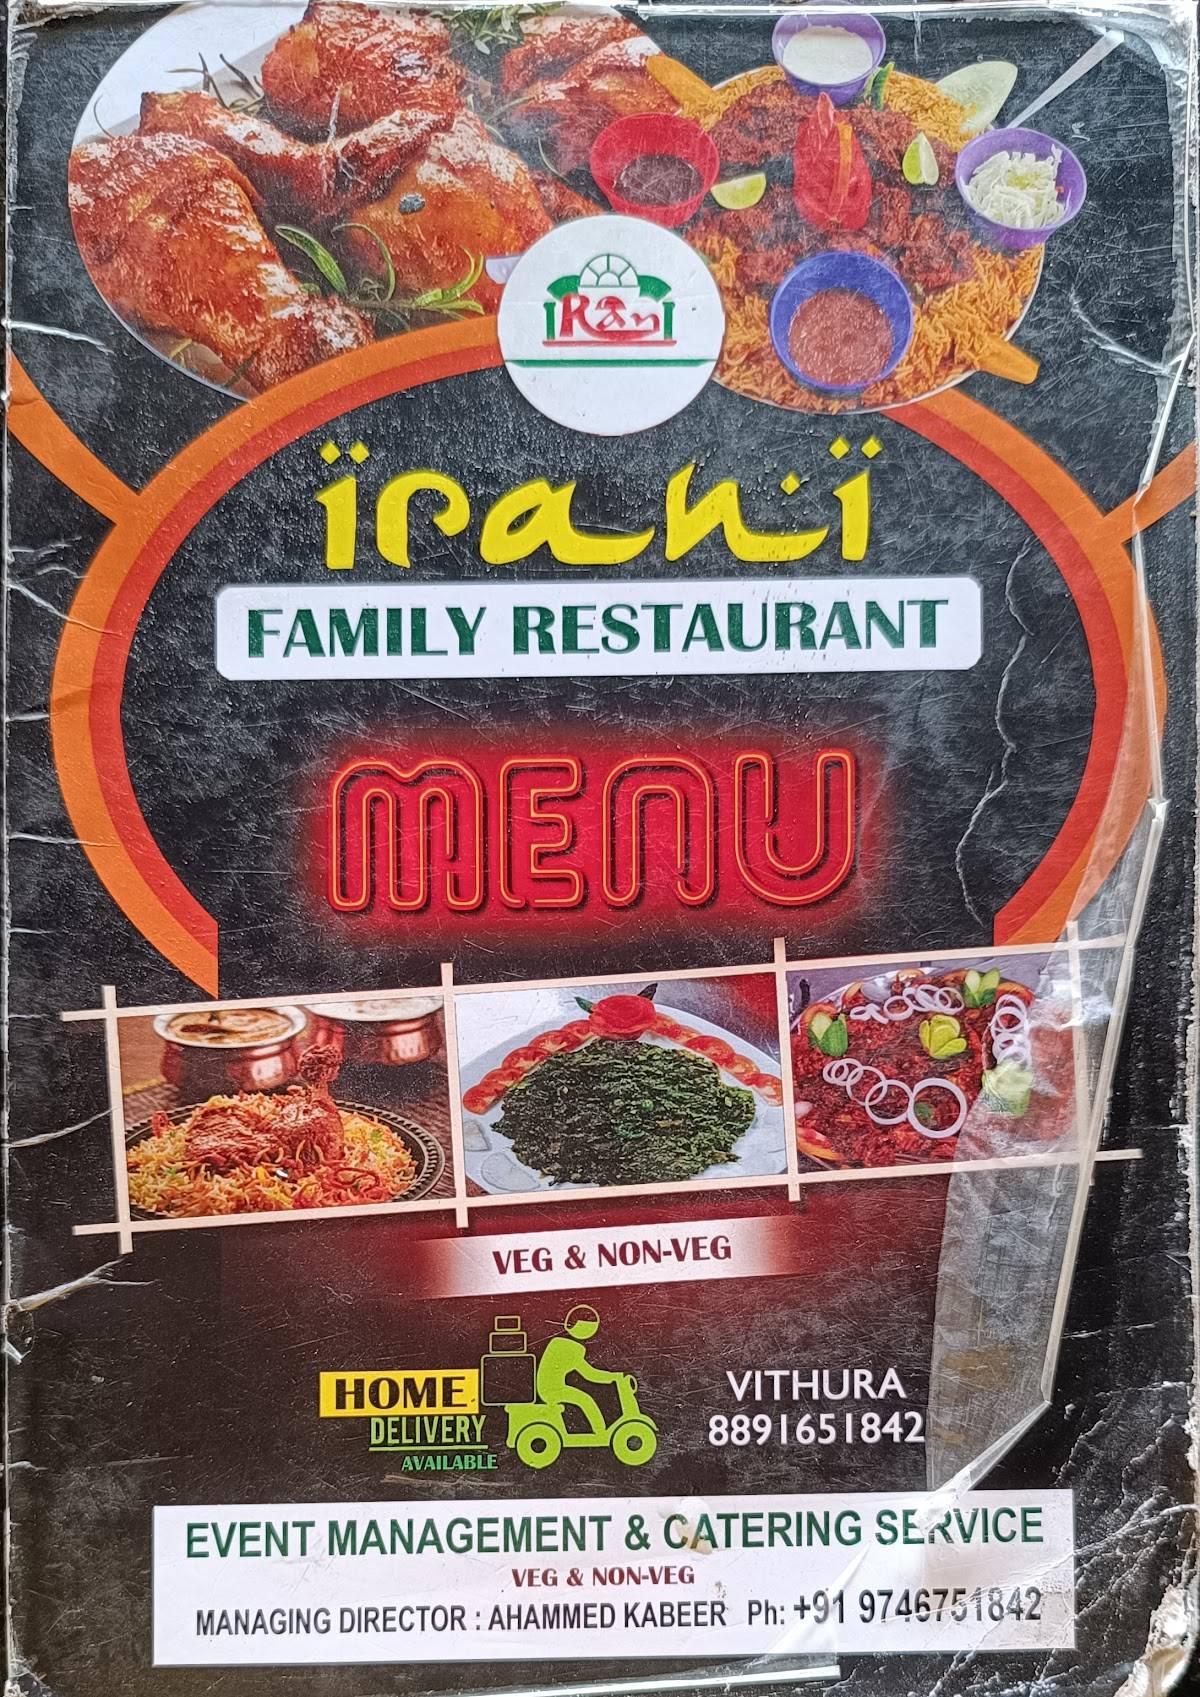 IRanI
ïranï
FAMILY RESTAURANT
MENU
VEG & NON-VEG
HOME
DELIVERY
AVAILABLE
VITHURA
8891651842
EVENT MANAGEMENT & CATERING SERVICE
VEG & NON-VEG
MANAGING DIRECTOR : AHAMMED KABEER Ph: +91 9746751842